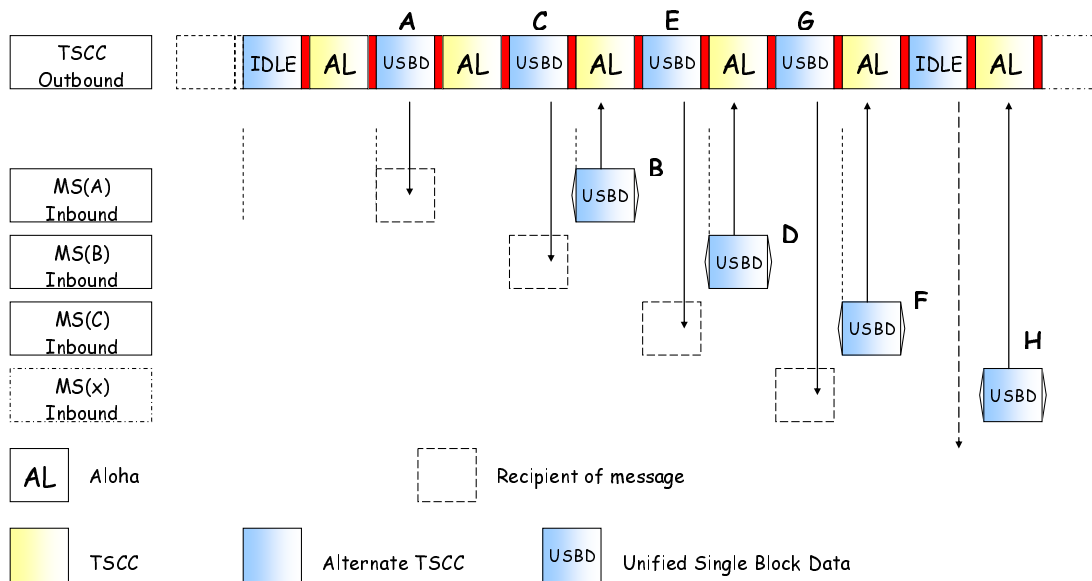 A C E G
TSCC
Outbound
IDLE AL USBD AL USBD AL USBD AL USBD AL IDLE AL
MS(A)
Inbound
USBD
B
MS(B)
Inbound
USBD
D
MS(C)
Inbound
USBD
F
MS(x)
Inbound
USBD
H
AL Aloha
Recipient of message
TSCC
Alternate TSCC
USBD Unified Single Block Data